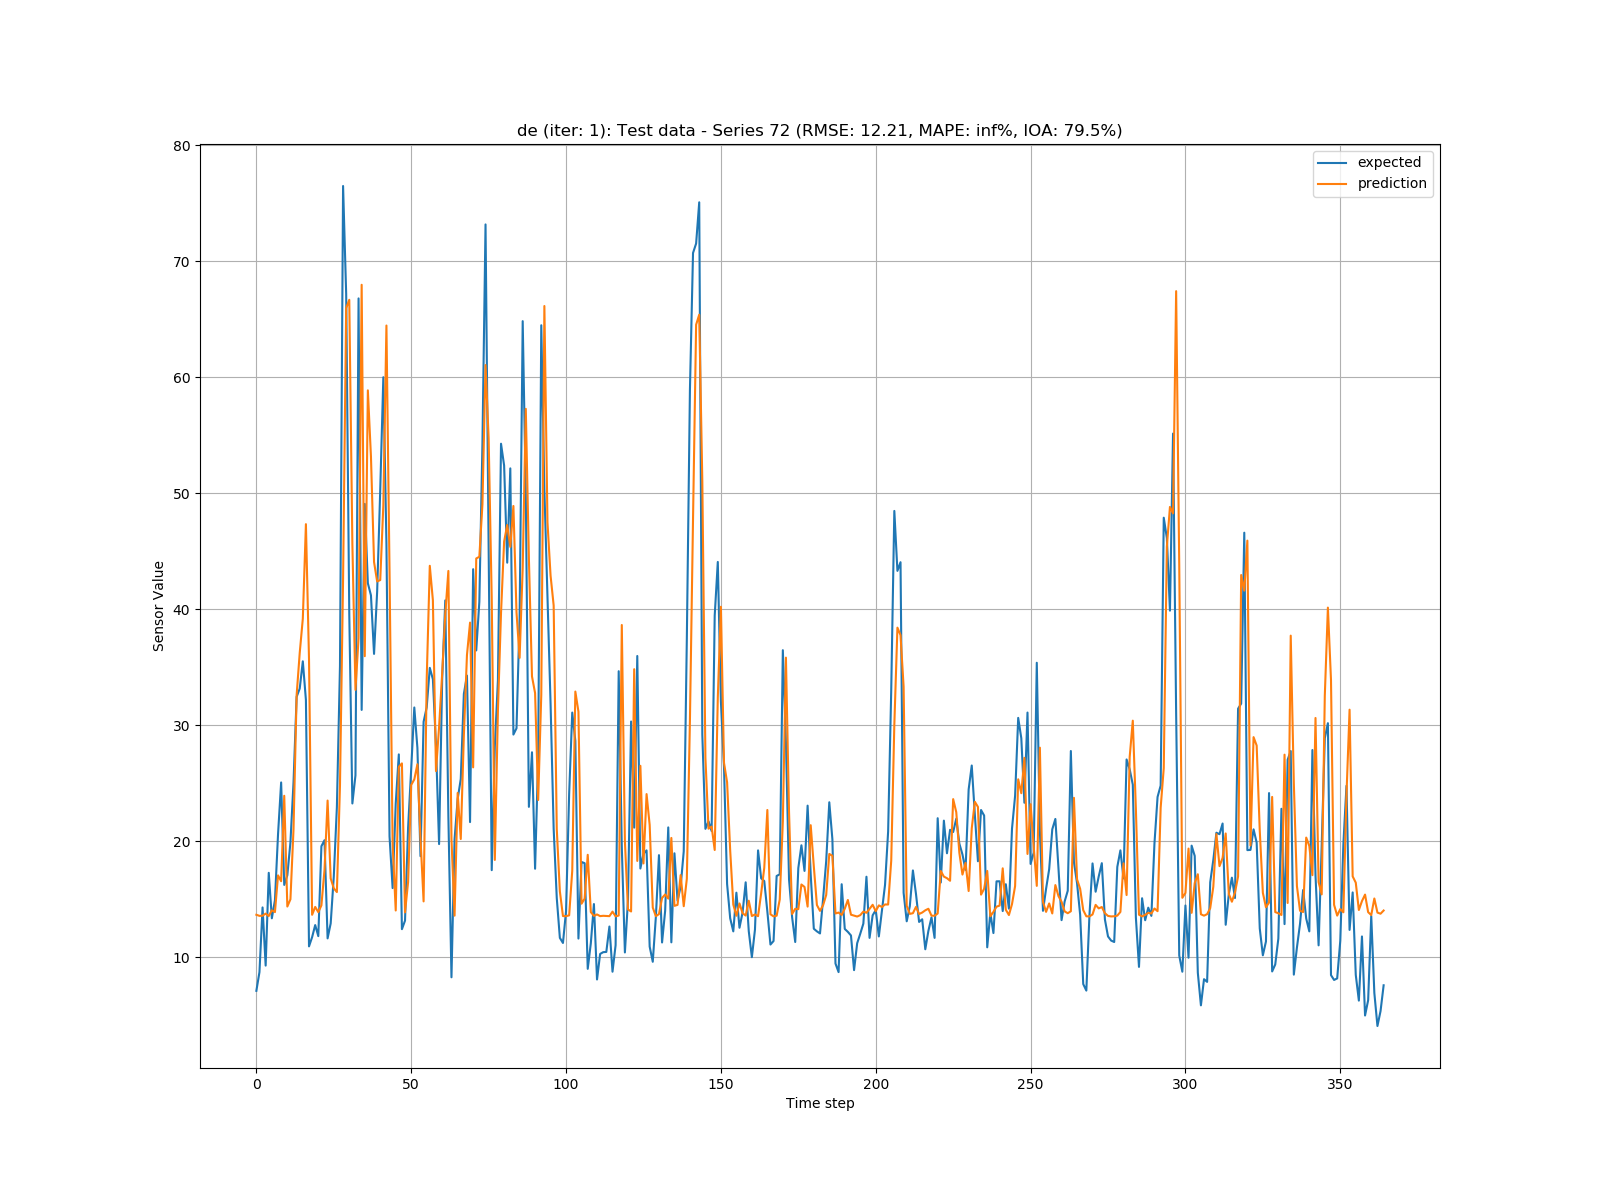 de (iter: 1): Test data - Series 72 (RMSE: 12.21, MAPE: inf%, IOA: 79.5%)
expected
prediction
80
70
60
50
40
30
20
10
Sensor Value
0 50 100 150 200 250 300 350
Time step